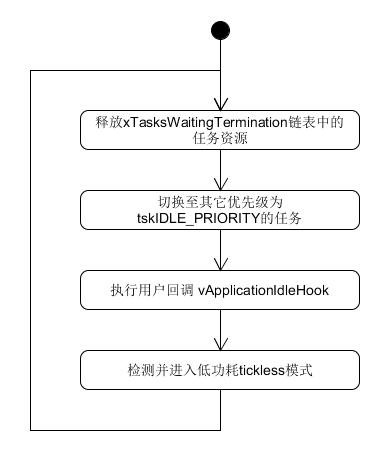 释放xTasksWaitingTermination链表中的
任务资源
切换至其它优先级为
tskIDLE_PRIORITY的任务
执行用户回调 vApplicationIdleHook
检测并进入低功耗tickless模式